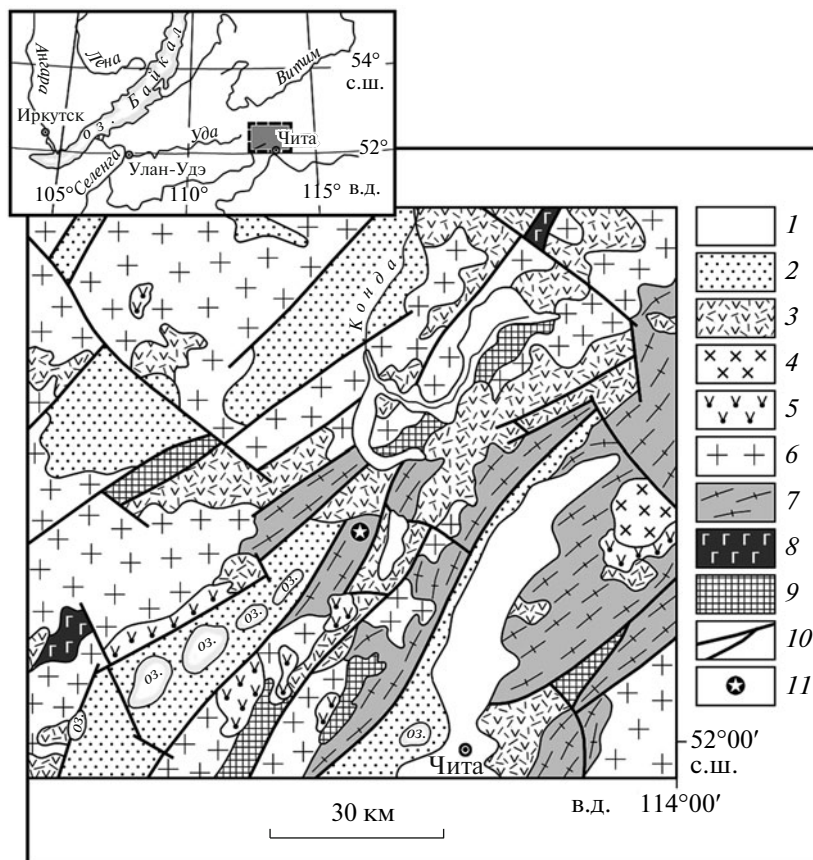 Ангара
Лена
оз. Байкал
Витим
54°
с.ш.
Иркутск
Уда
Чита
52°
Селенга
Улан-Удэ
105°
110°
115° в.д.
Конда
1
2
3
4
5
6
7
8
9
10
11
оз.
оз.
оз.
оз.
оз.
оз.
Чита
52°00′
с.ш.
30 км
в.д. 114°00′